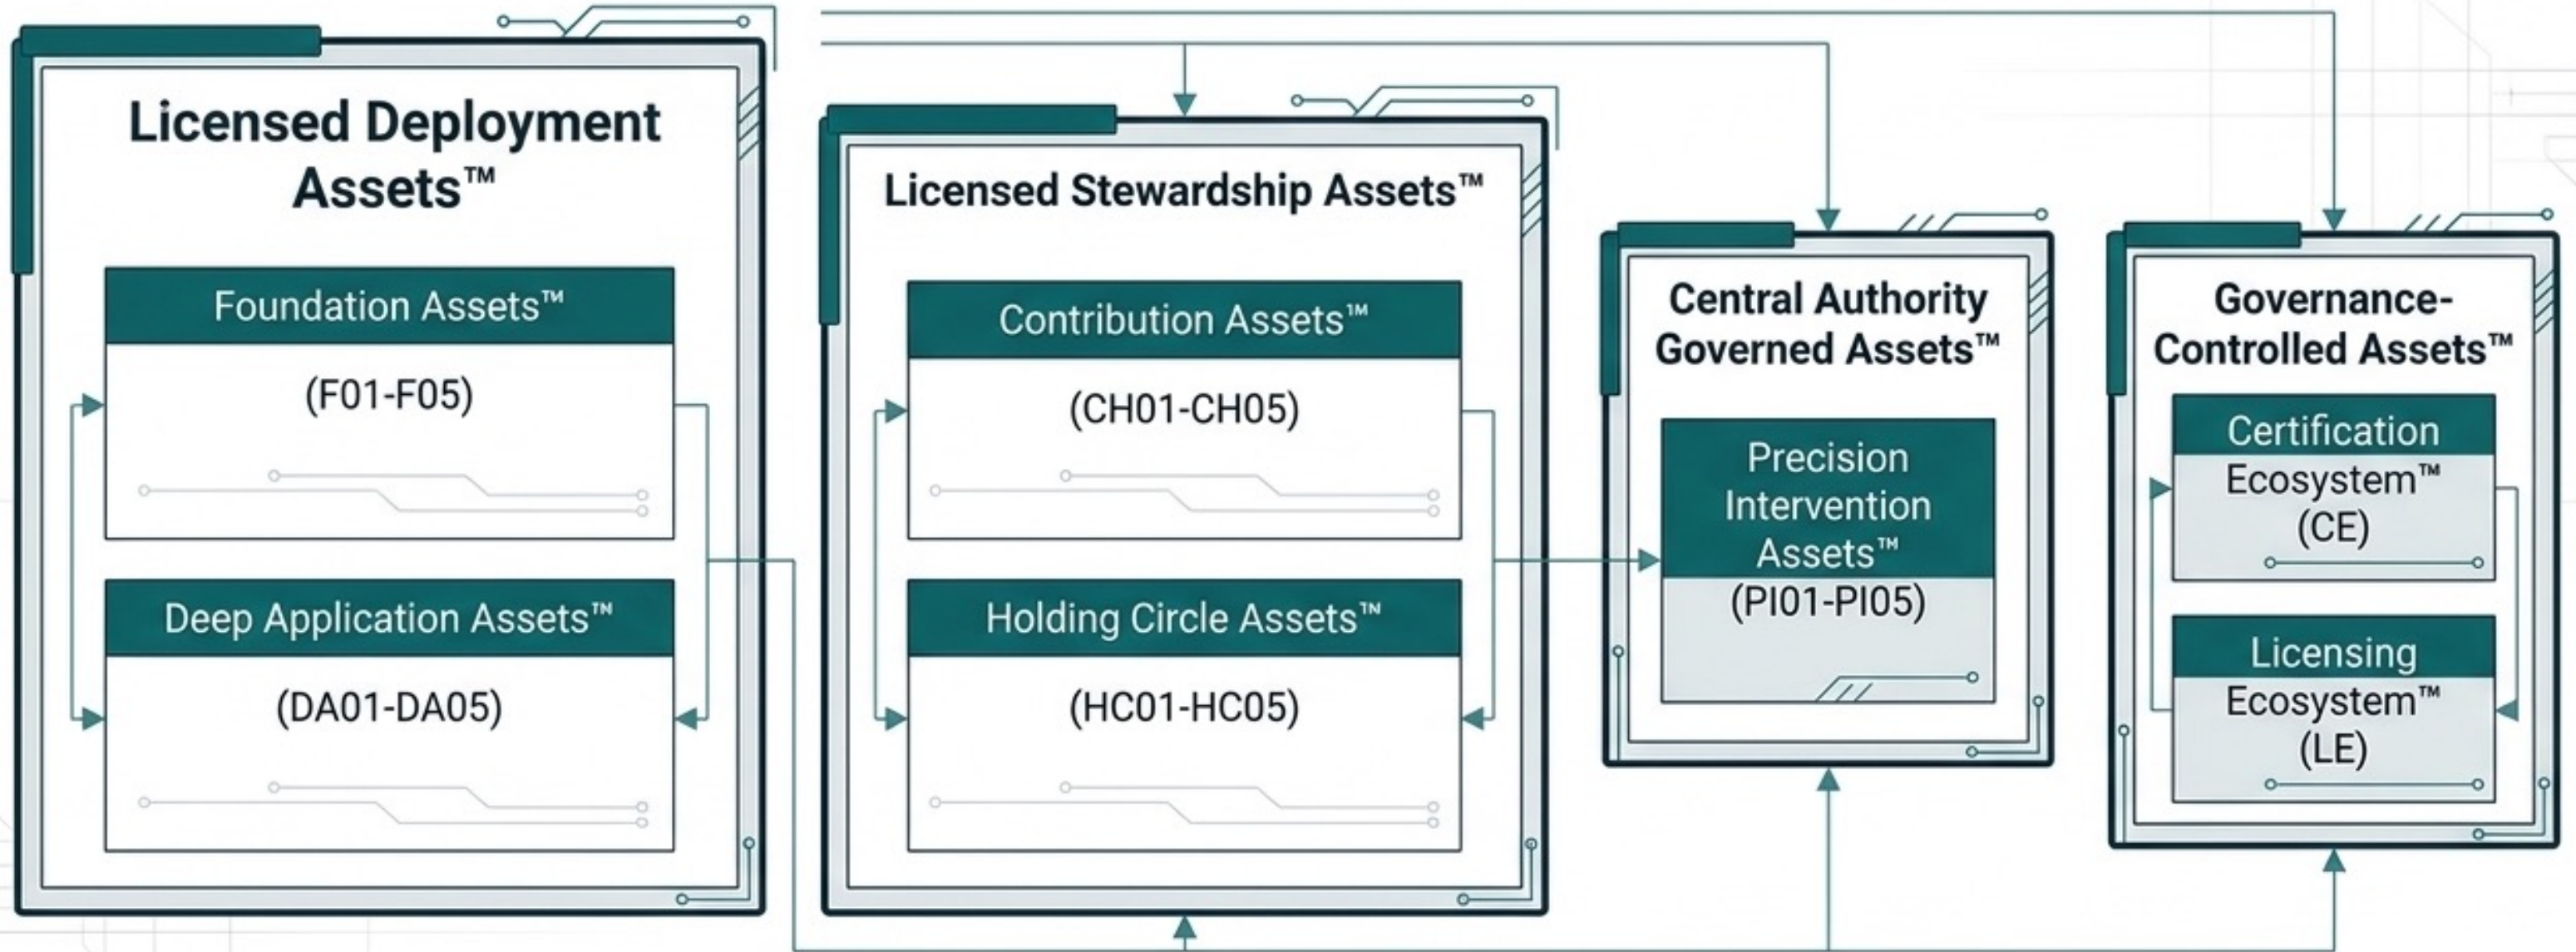 Licensed Deployment
Assets™
Foundation Assets™
(F01-F05)
Deep Application Assets™
(DA01-DA05)
Licensed Stewardship Assets™
Contribution Assets™
(CH01-CH05)
Holding Circle Assets™
(HC01-HC05)
Central Authority
Governed Assets™
Precision
Intervention
Assets™
(PI01-PI05)
Governance-
Controlled Assets™
Certification
Ecosystem™
(CE)
Licensing
Ecosystem™
(LE)